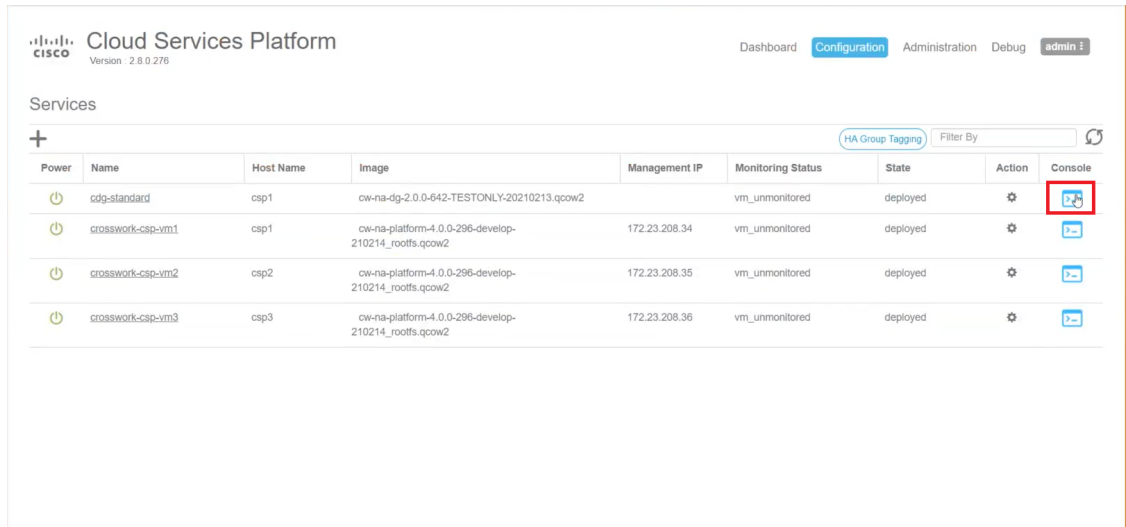 CISCO
Cloud Services Platform
Version : 2.8.0.276
Dashboard Configuration Administration Debug admin
Services
HA Group Tagging Filter By
Power Name Host Name Image Management IP Monitoring Status State Action Console
cdg-standard csp1 cw-na-dg-2.0.0-642-TESTONLY-20210213.qcow2 vm_unmonitored deployed
crosswork-csp-vm1 csp1 cw-na-platform-4.0.0-296-develop- 172.23.208.34 vm_unmonitored deployed
210214_rootfs.qcow2
crosswork-csp-vm2 csp2 cw-na-platform-4.0.0-296-develop- 172.23.208.35 vm_unmonitored deployed
210214_rootfs.qcow2
crosswork-csp-vm3 csp3 cw-na-platform-4.0.0-296-develop- 172.23.208.36 vm_unmonitored deployed
210214_rootfs.qcow2